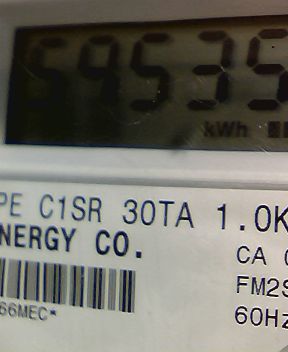 59535
kWh
PE C1SR 30TA 1.0K
NERGY CO.
CA
FM2S
66MEC*
60Hz